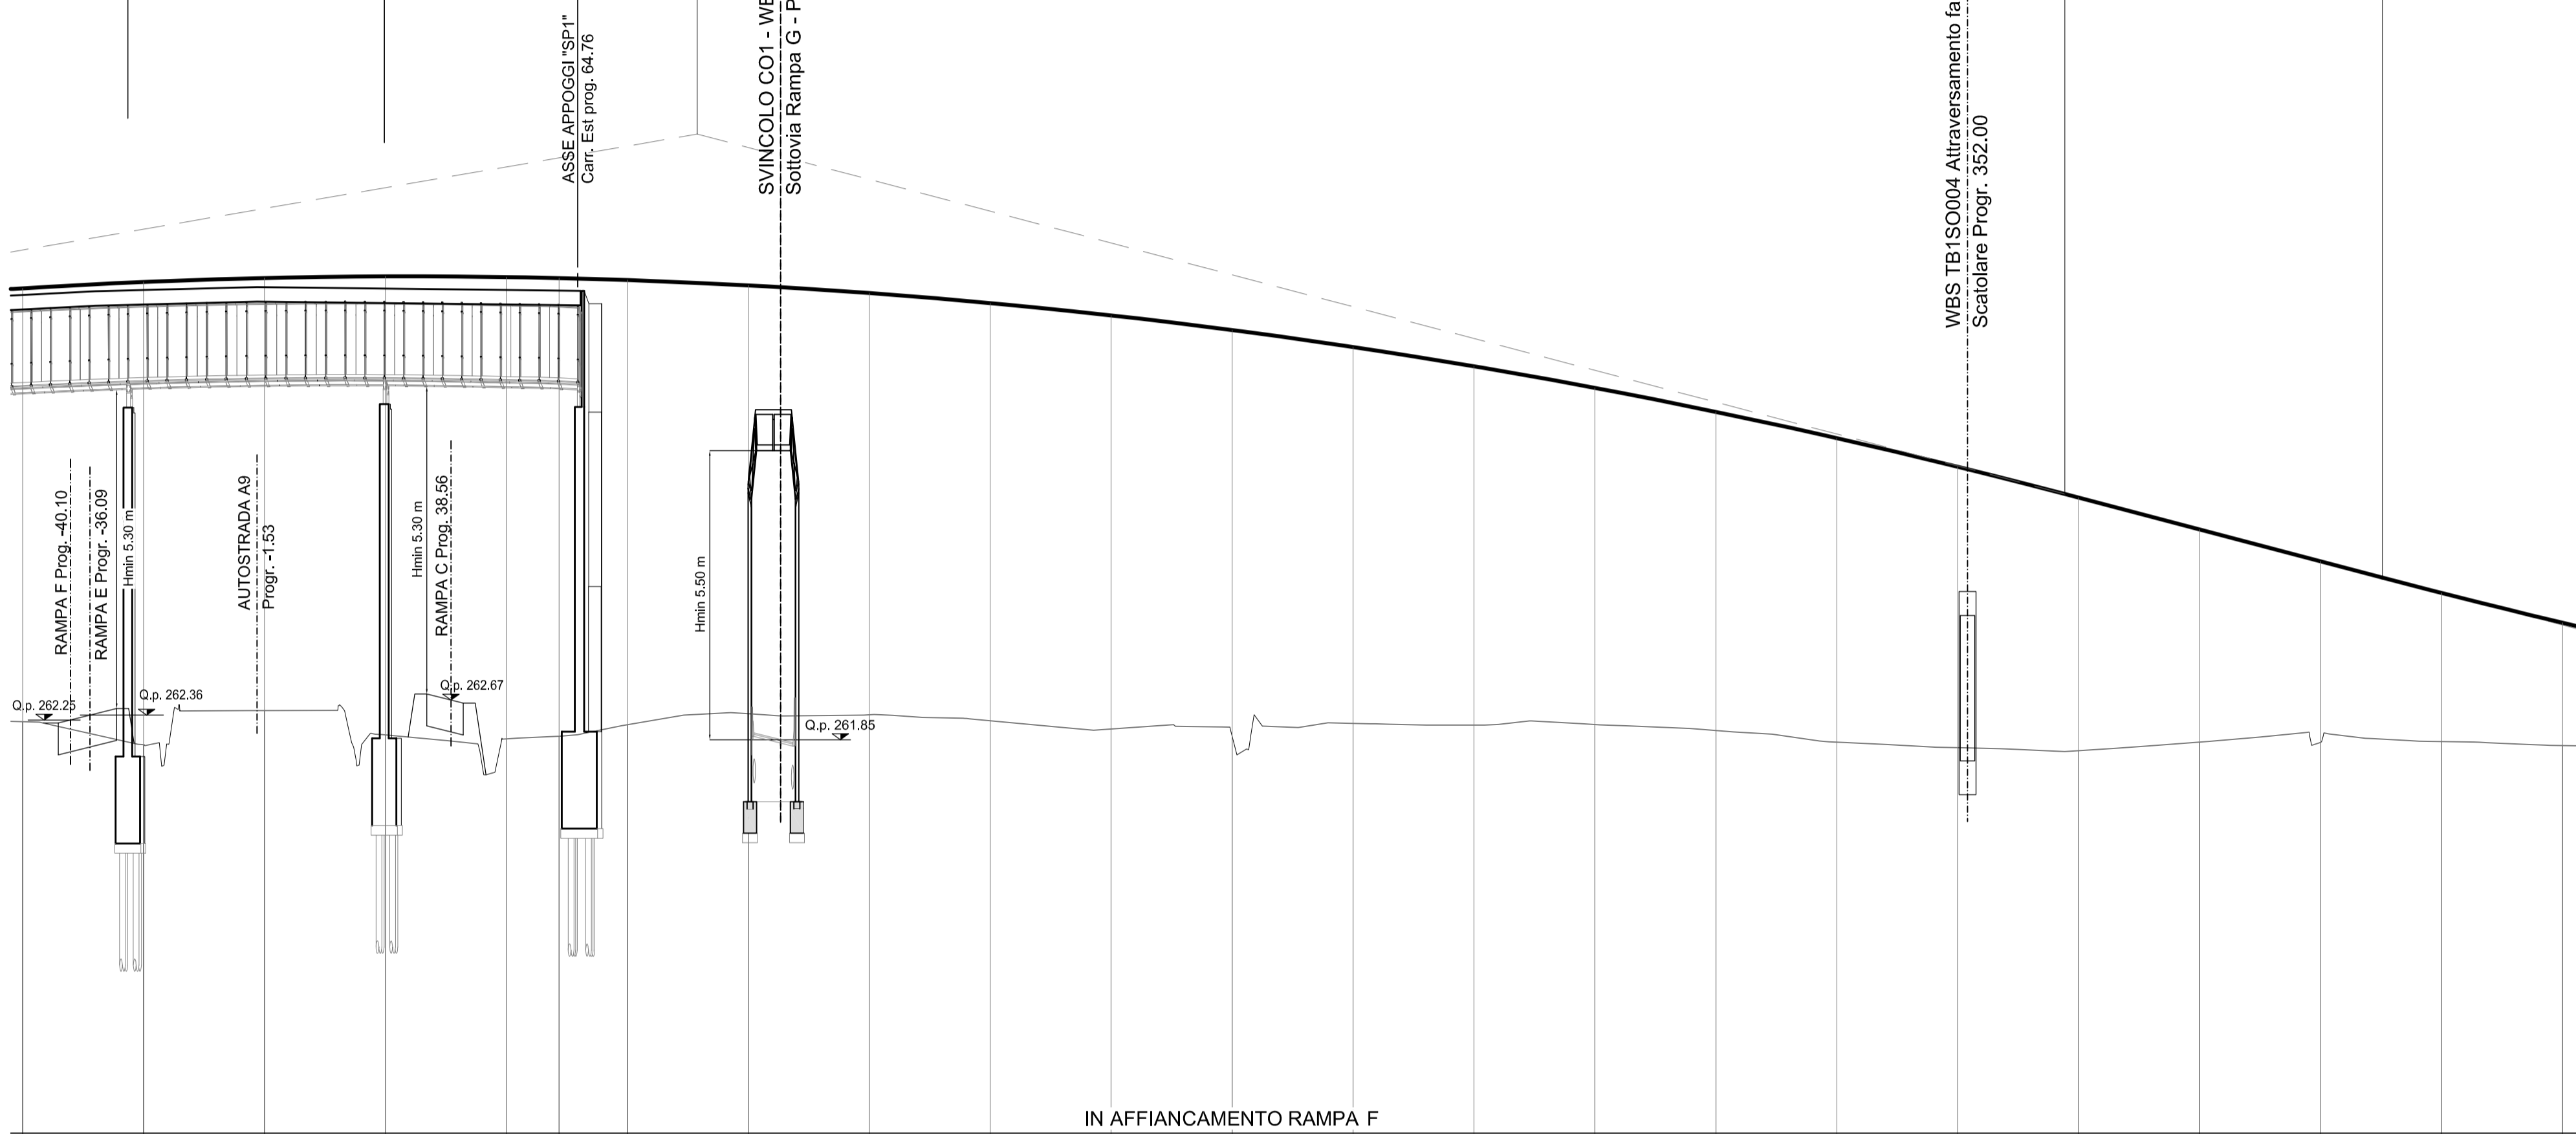 ASSE APPOGGI "SP1"
Carr. Est prog. 64.76
SVINCOLO CO1 -
Sottovia Rampa G -
WBS TB1SO004 Attraversamento
Scatolare Progr. 352.00
RAMPA F Prog. -40.10
RAMPA E Progr. -36.09
Hmin 5.30 m
AUTOSTRADA A9
Progr. -1.53
Hmin 5.30 m
RAMPA C Prog. 38.56
Hmin 5.50 m
Q.p. 262.25
Q.p. 262.36
Q.p. 262.67
Q.p. 261.85
IN AFFIANCAMENTO RAMPA F